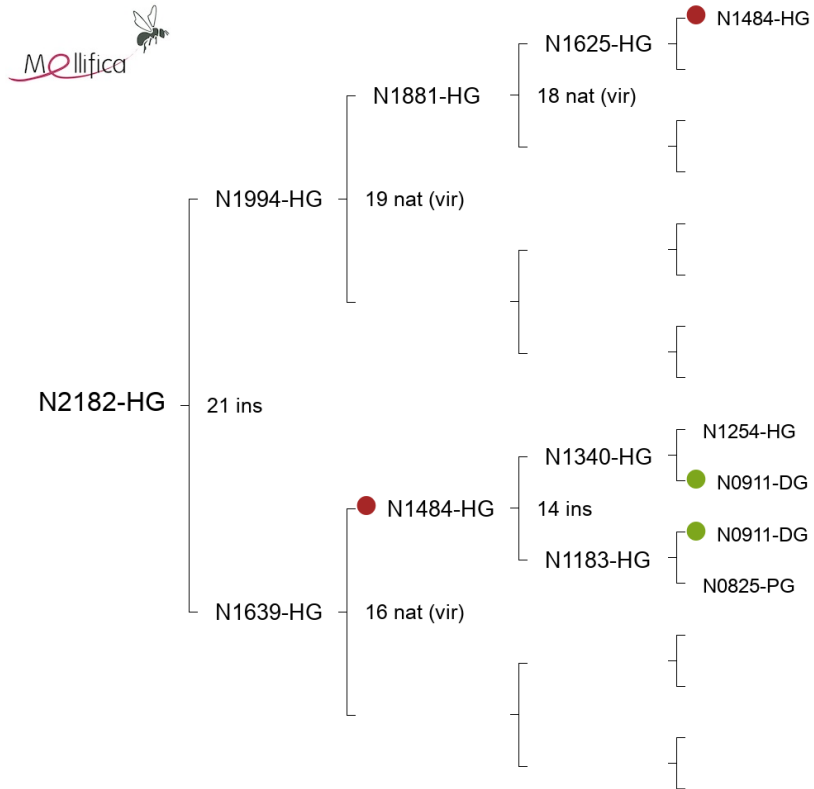 Mellifica
N1484-HG
N1625-HG
N1881-HG
18 nat (vir)
N1994-HG
19 nat (vir)
N2182-HG
21 ins
N1254-HG
N1340-HG
N0911-DG
N1484-HG
14 ins
N0911-DG
N1183-HG
N0825-PG
N1639-HG
16 nat (vir)